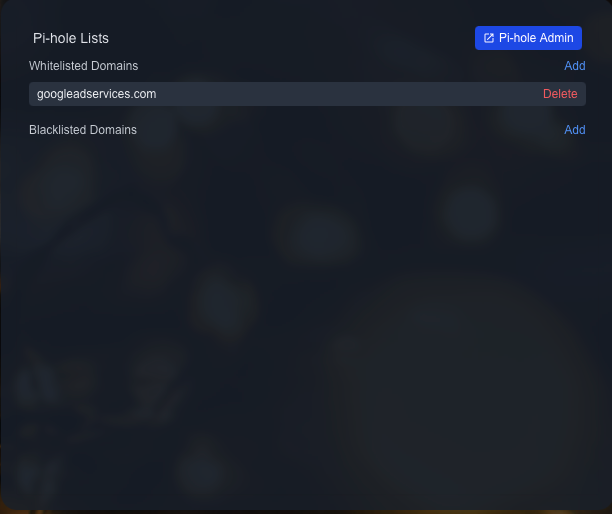 Pi-hole Lists
Pi-hole Admin
Whitelisted Domains
Add
googleadservices.com
Delete
Blacklisted Domains
Add